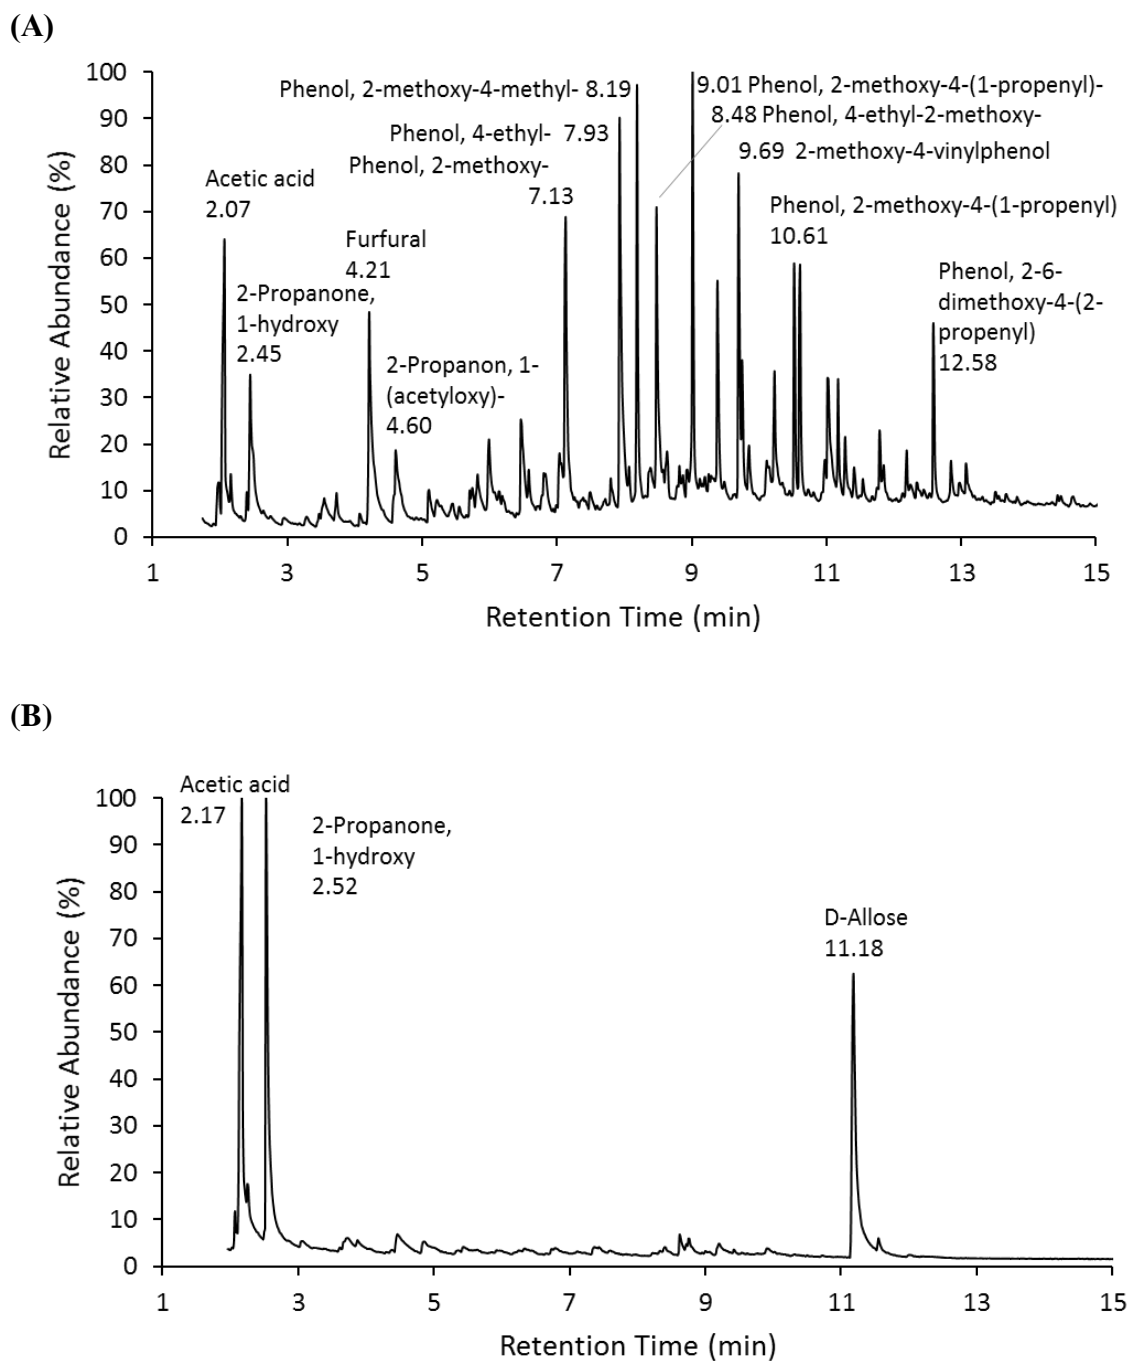 (A)
100
90
80
70
60
50
40
30
20
10
0
Relative Abundance (%)
Phenol, 2-methoxy-4-methyl- 8.19
9.01 Phenol, 2-methoxy-4-(1-propenyl)-
8.48 Phenol, 4-ethyl-2-methoxy-
Phenol, 4-ethyl- 7.93
9.69 2-methoxy-4-vinylphenol
Phenol, 2-methoxy-
7.13
Acetic acid
2.07
Phenol, 2-methoxy-4-(1-propenyl)
10.61
Furfural
4.21
Phenol, 2-6-
dimethoxy-4-(2-
propenyl)
12.58
2-Propanone,
1-hydroxy
2.45
2-Propanon, 1-
(acetyloxy)-
4.60
1 3 5 7 9 11 13 15
Retention Time (min)
(B)
100
90
80
70
60
50
40
30
20
10
0
Relative Abundance (%)
Acetic acid
2.17
2-Propanone,
1-hydroxy
2.52
D-Allose
11.18
1 3 5 7 9 11 13 15
Retention Time (min)